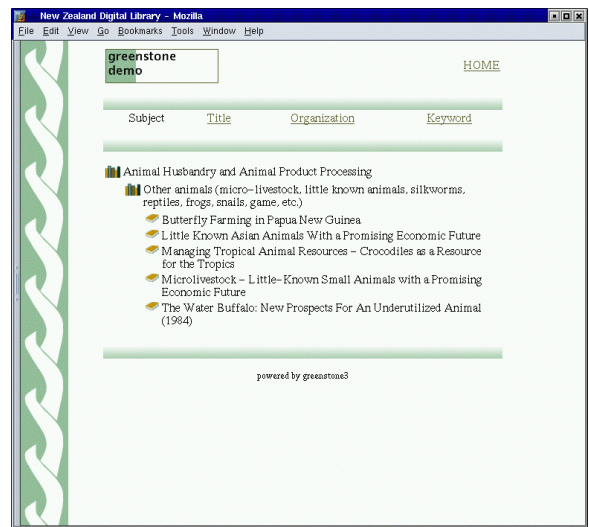 New Zealand Digital Library – Mozilla
File Edit View Go Bookmarks Tools Window Help
greenstone
demo
HOME
Subject Title Organization Keyword
Animal Husbandry and Animal Product Processing
Other animals (micro–livestock, little known animals, silkworms,
reptiles, frogs, snails, game, etc.)
Butterfly Farming in Papua New Guinea
Little Known Asian Animals With a Promising Economic Future
Managing Tropical Animal Resources – Crocodiles as a Resource
for the Tropics
Microlivestock – Little–Known Small Animals with a Promising
Economic Future
The Water Buffalo: New Prospects For An Underutilized Animal
(1984)
powered by greenstone3